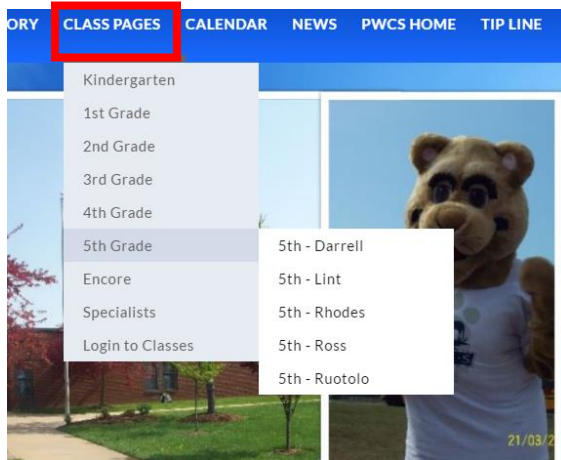 ORY CLASS PAGES CALENDAR NEWS PWCS HOME TIP LINE
Kindergarten
1st Grade
2nd Grade
3rd Grade
4th Grade
5th Grade
Encore
Specialists
Login to Classes
5th - Darrell
5th - Lint
5th - Rhodes
5th - Ross
5th - Ruotolo
21/03/2